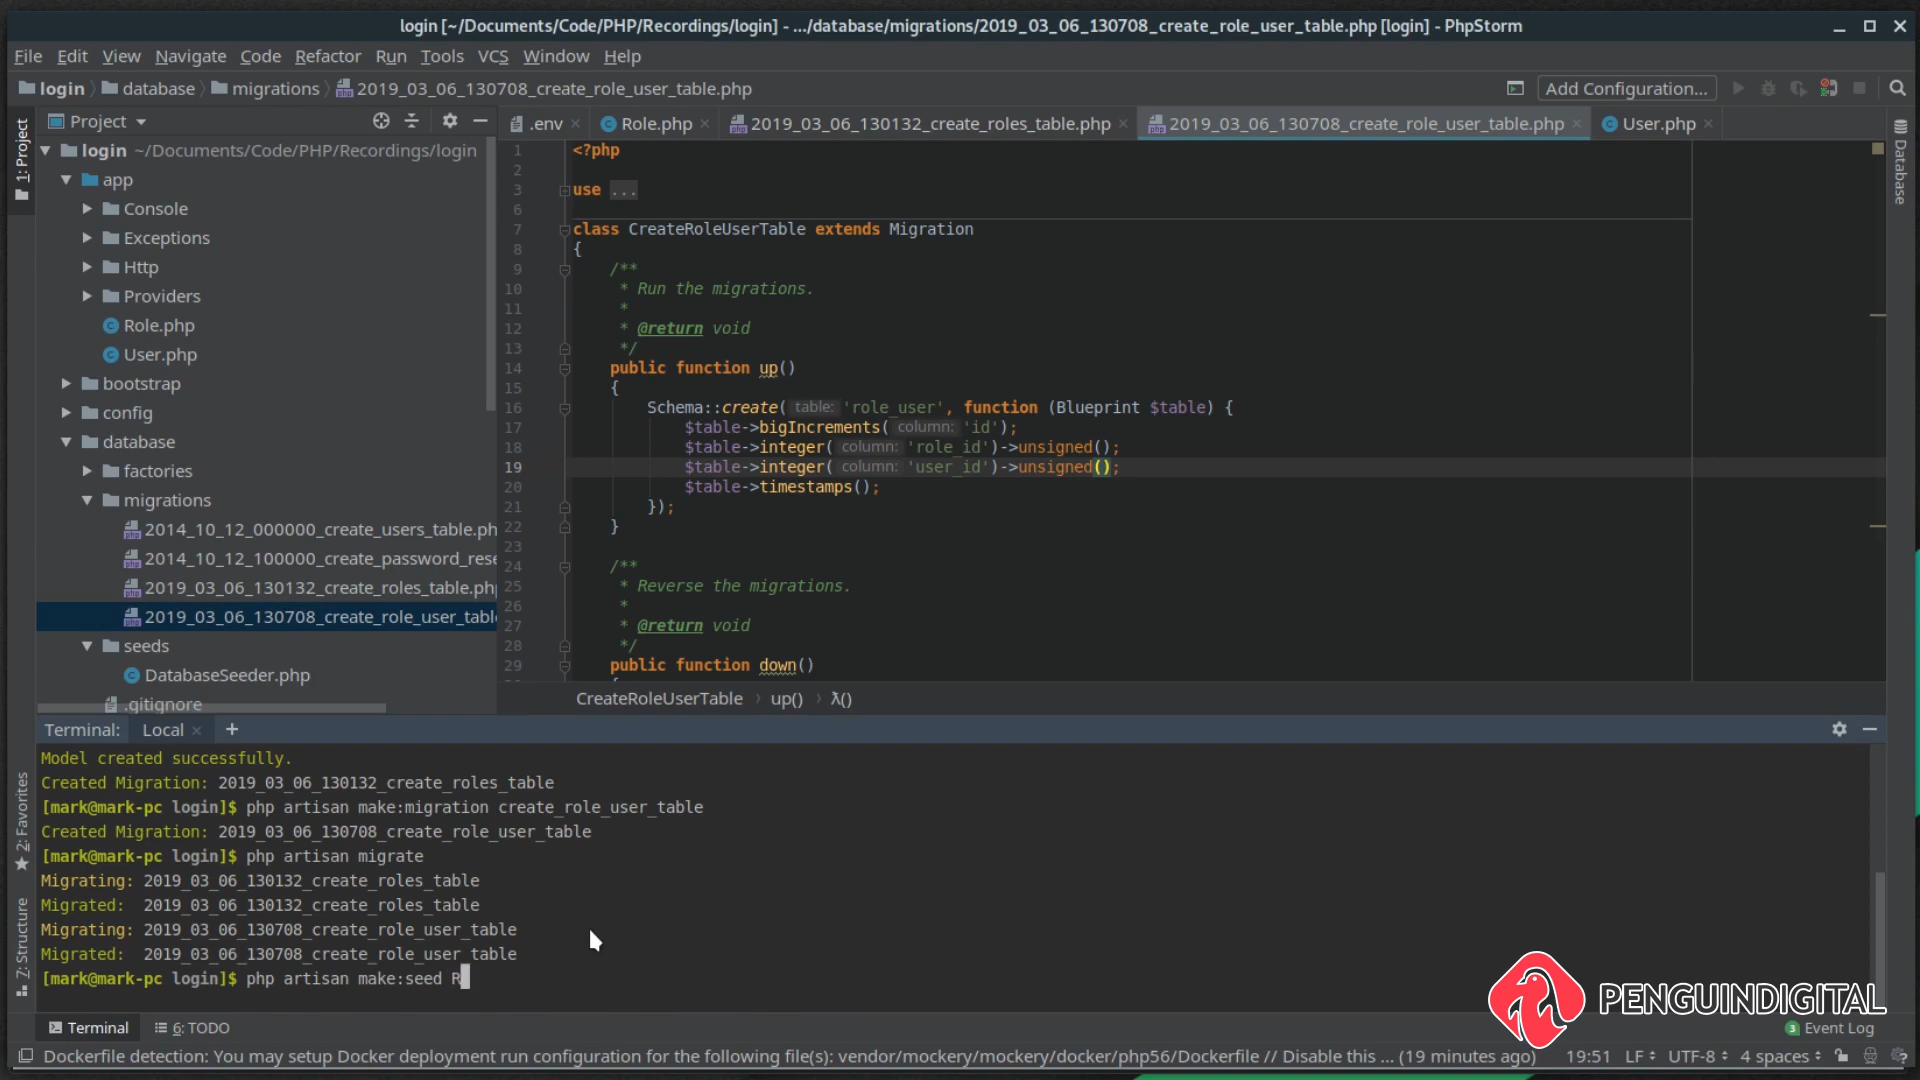 login [~/Documents/Code/PHP/Recordings/login] - .../database/migrations/2019_03_06_130708_create_role_user_table.php [login] - PhpStorm
File Edit View Navigate Code Refactor Run Tools VCS Window Help
login database migrations 2019_03_06_130708_create_role_user_table.php Add Configuration...
1: Project
Project
.env Role.php 2019_03_06_130132_create_roles_table.php 2019_03_06_130708_create_role_user_table.php User.php
Database
login ~/Documents/Code/PHP/Recordings/login
app
Console
Exceptions
Http
Providers
Role.php
User.php
bootstrap
config
database
factories
migrations
2014_10_12_000000_create_users_table.ph
2014_10_12_100000_create_password_rese
2019_03_06_130132_create_roles_table.php
2019_03_06_130708_create_role_user_table
seeds
DatabaseSeeder.php
.gitignore
1 <?php
2
3 use ...
6
7 class CreateRoleUserTable extends Migration
8 {
9 /**
10 * Run the migrations.
11 *
12 * @return void
13 */
14 public function up()
15 {
16 Schema::create( table: 'role_user', function (Blueprint $table) {
17 $table->bigIncrements( column: 'id');
18 $table->integer( column: 'role_id')->unsigned();
19 $table->integer( column: 'user_id')->unsigned();
20 $table->timestamps();
21 });
22 }
23
24 /**
25 * Reverse the migrations.
26 *
27 * @return void
28 */
29 public function down()
CreateRoleUserTable › up() › λ()
Terminal: Local
Model created successfully.
Created Migration: 2019_03_06_130132_create_roles_table
[mark@mark-pc login]$ php artisan make:migration create_role_user_table
Created Migration: 2019_03_06_130708_create_role_user_table
[mark@mark-pc login]$ php artisan migrate
Migrating: 2019_03_06_130132_create_roles_table
Migrated: 2019_03_06_130132_create_roles_table
Migrating: 2019_03_06_130708_create_role_user_table
Migrated: 2019_03_06_130708_create_role_user_table
[mark@mark-pc login]$ php artisan make:seed R
2: Favorites
7: Structure
PENGUINDIGITAL
Terminal 6: TODO
3 Event Log
Dockerfile detection: You may setup Docker deployment run configuration for the following file(s): vendor/mockery/mockery/docker/php56/Dockerfile // Disable this ... (19 minutes ago) 19:51 LF UTF-8 4 spaces